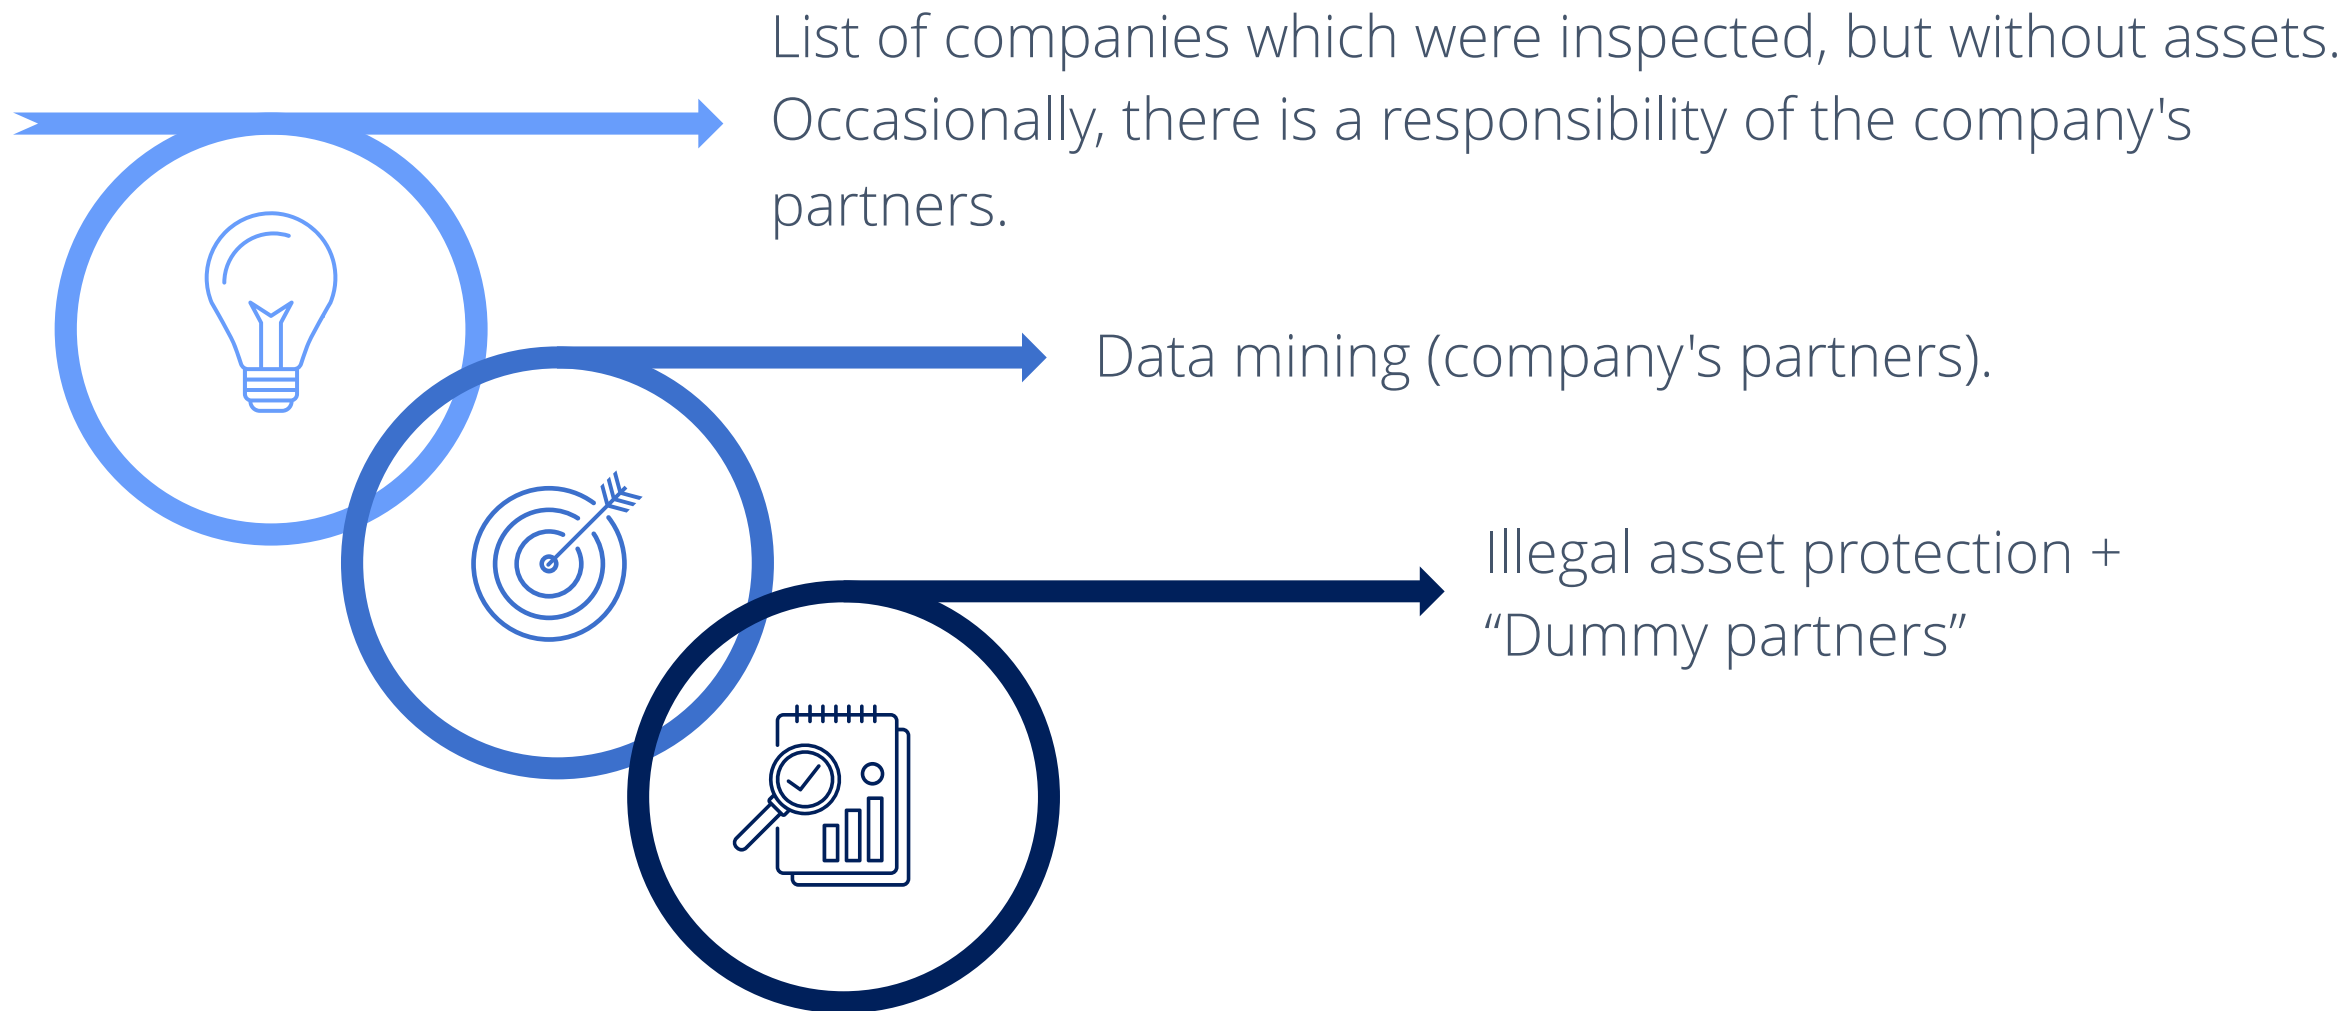 List of companies which were inspected, but without assets.
Occasionally, there is a responsibility of the company's
partners.
Data mining (company's partners).
Illegal asset protection +
“Dummy partners”